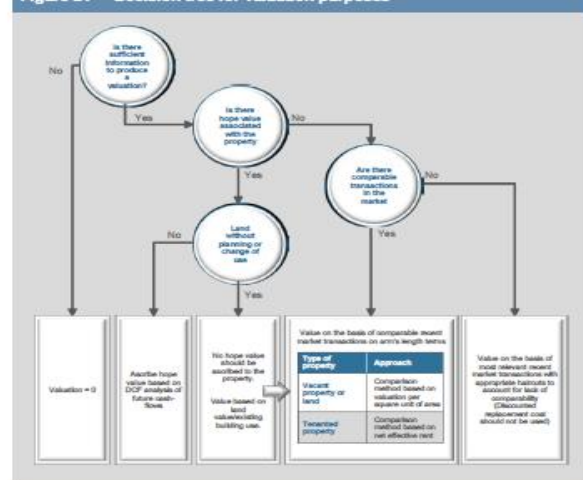 Is there
sufficient
information
to produce
a
valuation?
No
Yes
Is there
hope value
associated
with the
property
No
Yes
Are there
comparable
transactions
in the
market
No
Yes
Land
without
planning or
change of
use
No
Yes
Valuation = 0
Ascribe hope
value based on
DCF analysis of
future cash-
flows
No hope value
should be
ascribed to the
property.
Value based on
land
value/existing
building use.
Value on the basis of comparable recent
market transactions on arm's length terms
Type of
property
Approach
Vacant
property or
land
Comparison
method based on
valuation per
square unit of area
Tenanted
property
Comparison
method based on
net effective rent
Value on the basis of
most relevant recent
market transactions with
appropriate haircuts to
account for lack of
comparability
(Discounted
replacement cost
should not be used)